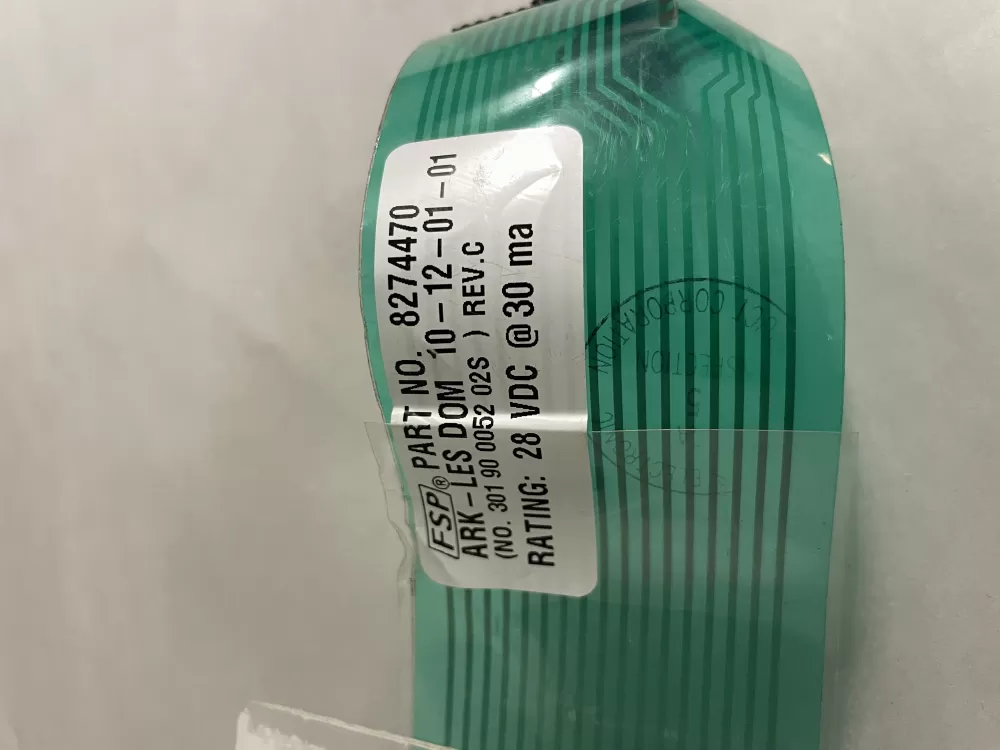 FSP® PART NO. 8274470
ARK-LES DOM 10-12-01-01
(NO. 301 90 0052 02S ) REV.C
RATING: 28 VDC @30 ma
CORPORATION